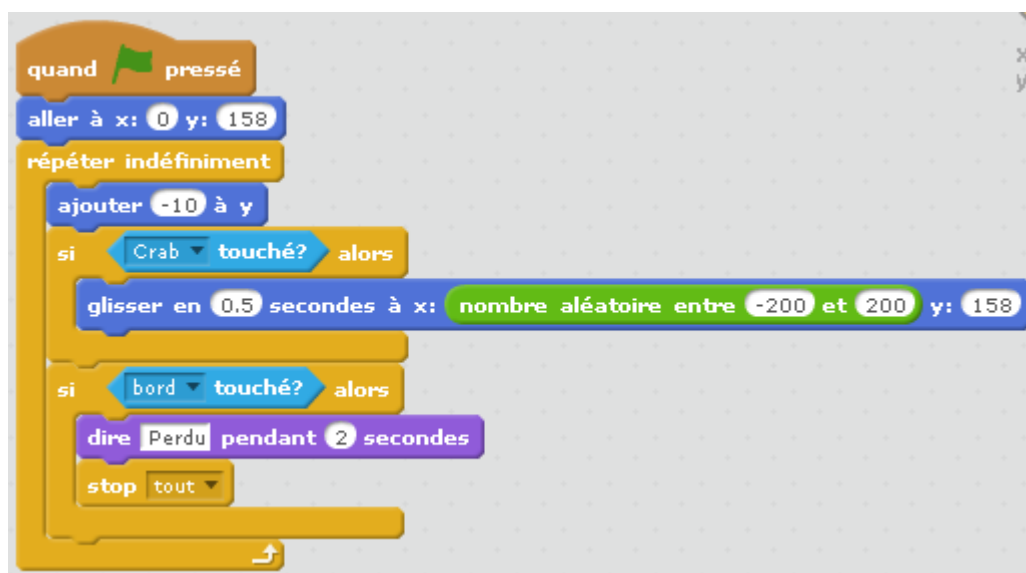 quand pressé
aller à x: 0 y: 158
répéter indéfiniment
ajouter -10 à y
si Crab touché? alors
glisser en 0.5 secondes à x: nombre aléatoire entre -200 et 200 y: 158
si bord touché? alors
dire Perdu pendant 2 secondes
stop tout
x
y